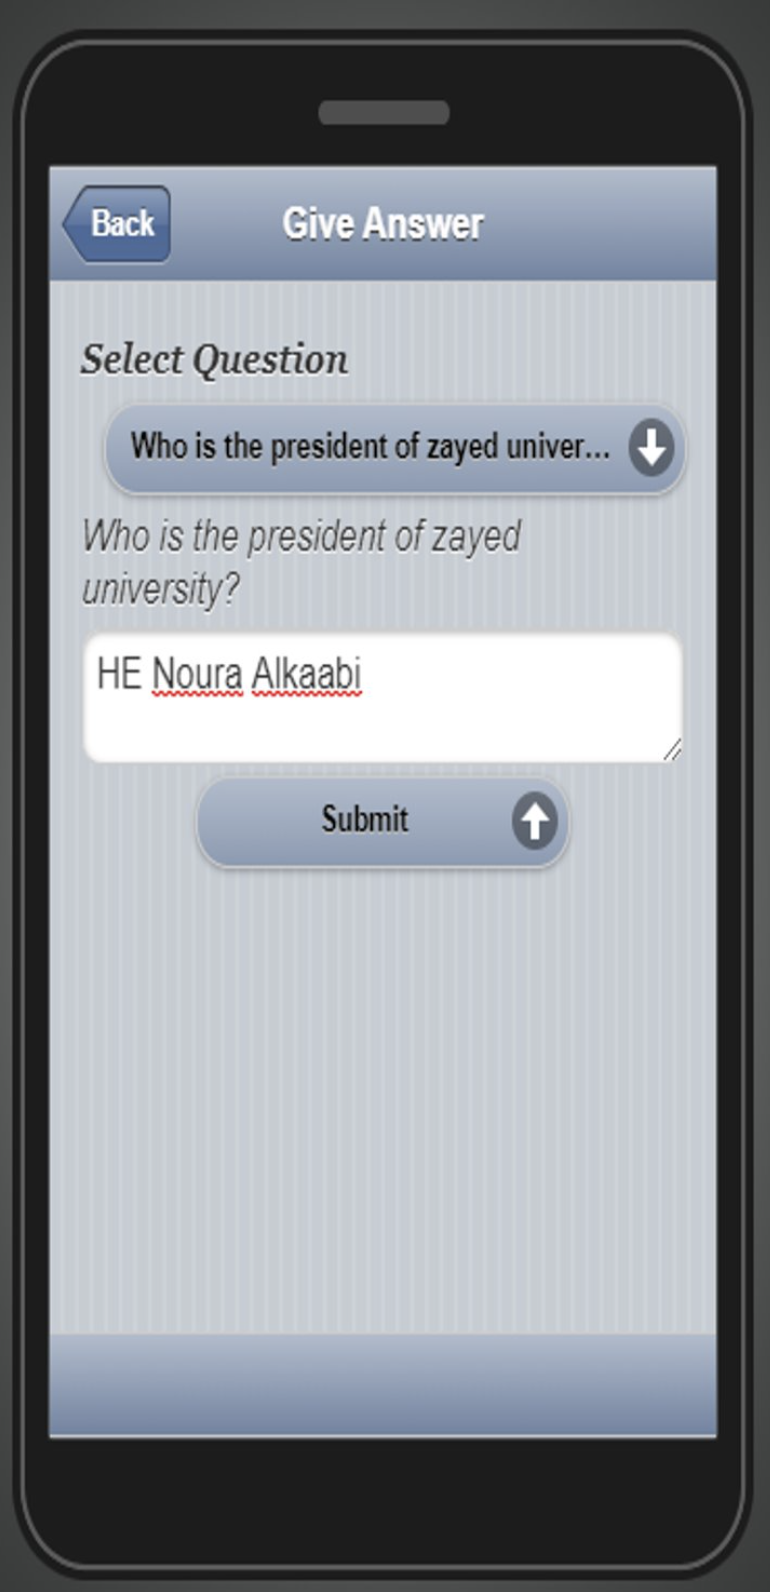 Back
Give Answer
Select Question
Who is the president of zayed univer...
Who is the president of zayed
university?
HE Noura Alkaabi
Submit